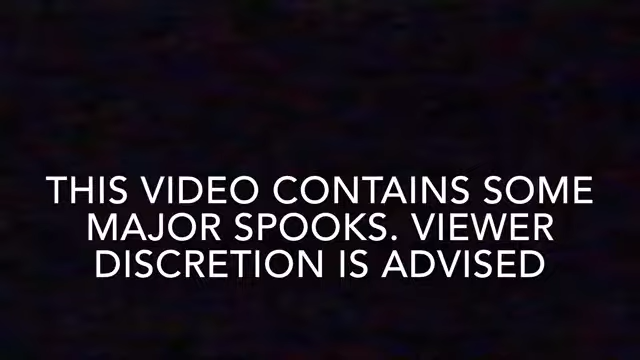 THIS VIDEO CONTAINS SOME
MAJOR SPOOKS. VIEWER
DISCRETION IS ADVISED